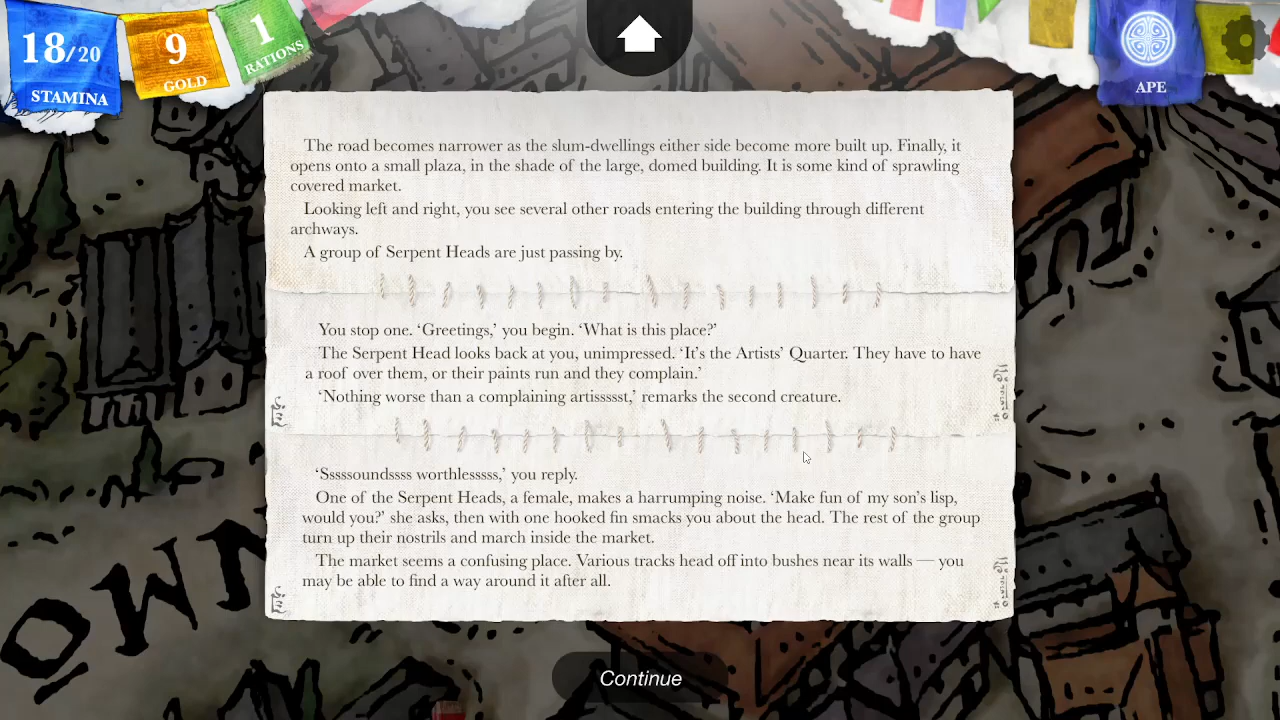 18/20
STAMINA
9
GOLD
1
RATIONS
APE
The road becomes narrower as the slum-dwellings either side become more built up. Finally, it
opens onto a small plaza, in the shade of the large, domed building. It is some kind of sprawling
covered market.
Looking left and right, you see several other roads entering the building through different
archways.
A group of Serpent Heads are just passing by.
You stop one. ‘Greetings,’ you begin. ‘What is this place?’
The Serpent Head looks back at you, unimpressed. ‘It’s the Artists’ Quarter. They have to have
a roof over them, or their paints run and they complain.’
‘Nothing worse than a complaining artisssst,’ remarks the second creature.
‘Sssssoundssss worthlesssss,’ you reply.
One of the Serpent Heads, a female, makes a harrumping noise. ‘Make fun of my son’s lisp,
would you?’ she asks, then with one hooked fin smacks you about the head. The rest of the group
turn up their nostrils and march inside the market.
The market seems a confusing place. Various tracks head off into bushes near its walls — you
may be able to find a way around it after all.
OWN
Continue